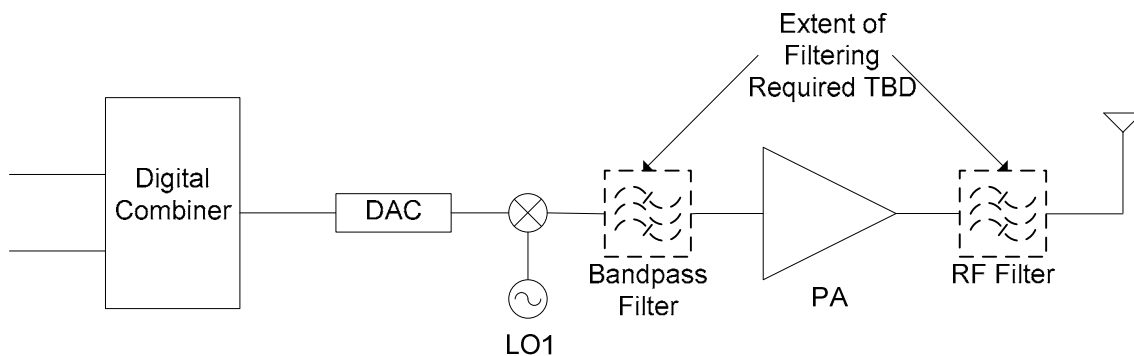 Extent of
Filtering
Required TBD
Digital
Combiner
DAC
LO1
Bandpass
Filter
PA
RF Filter